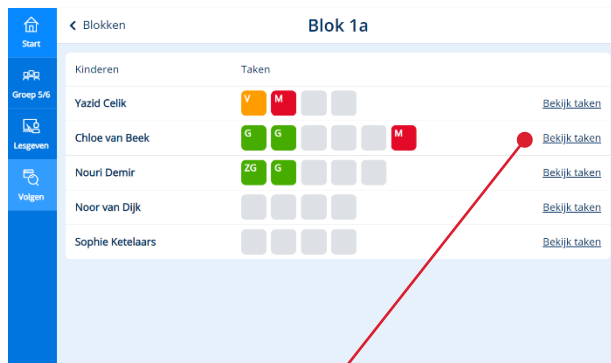 Start
Groep 5/6
Lesgeven
Volgen
Blokken
Blok 1a
Kinderen Taken
Yazid Celik V M Bekijk taken
Chloe van Beek G G M Bekijk taken
Nouri Demir ZG G Bekijk taken
Noor van Dijk Bekijk taken
Sophie Ketelaars Bekijk taken